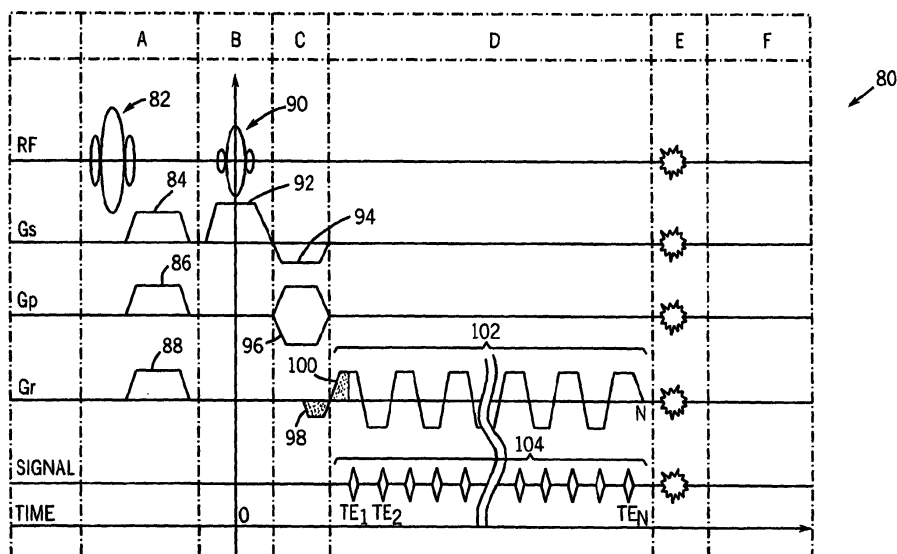 A B C D E F
80
82 90
RF
84 92 94
Gs
86
Gp
96 102
88 100
Gr
N
98
104
SIGNAL
TIME 0 TE1 TE2 TEN